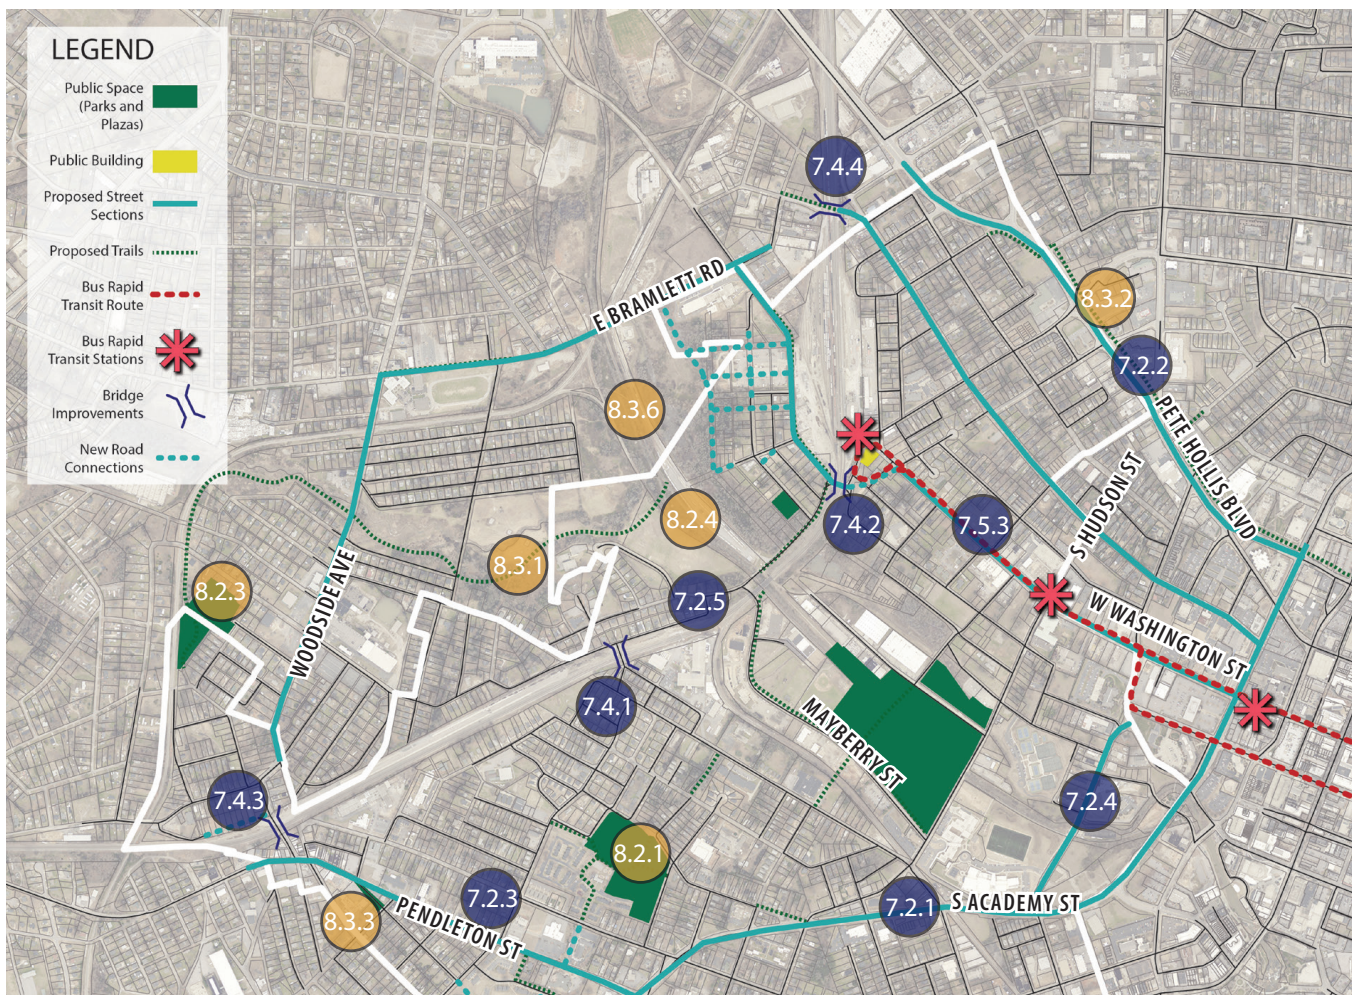 LEGEND
Public Space
(Parks and
Plazas)
Public Building
Proposed Street
Sections
Proposed Trails
Bus Rapid
Transit Route
Bus Rapid
Transit Stations
Bridge
Improvements
New Road
Connections
7.4.4
E BRAMLETT RD
8.3.2
7.2.2
PETE HOLLIS BLVD
8.3.6
8.2.4
7.4.2
7.5.3
S HUDSON ST
8.3.1
8.2.3
7.2.5
WOODSIDE AVE
W WASHINGTON ST
7.4.1
MAYBERRY ST
7.4.3
7.2.4
8.2.1
7.2.3
7.2.1
S ACADEMY ST
8.3.3
PENDLETON ST